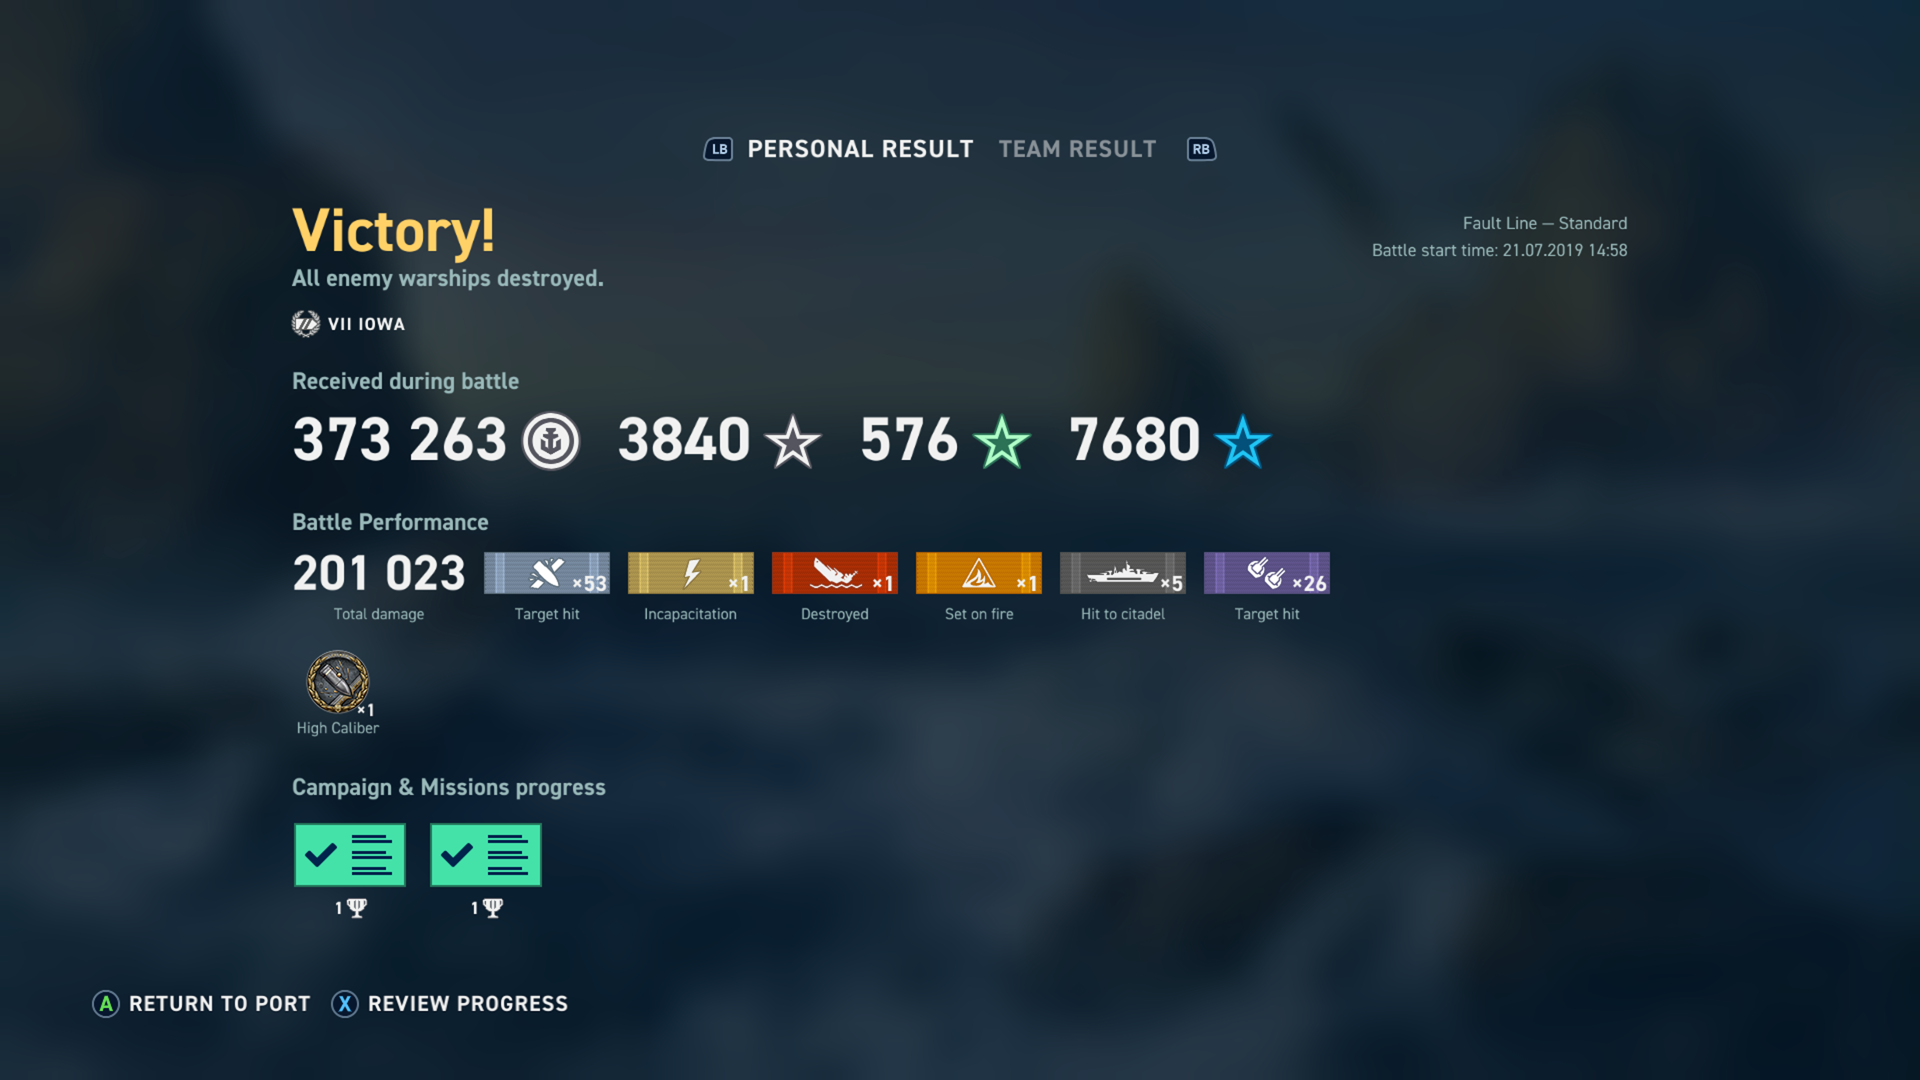 LB PERSONAL RESULT TEAM RESULT RB
Victory!
Fault Line — Standard
All enemy warships destroyed.
Battle start time: 21.07.2019 14:58
VII IOWA
Received during battle
373 263 3840 576 7680
Battle Performance
201 023 ×53 ×1 ×1 ×1 ×5 ×26
Total damage Target hit Incapacitation Destroyed Set on fire Hit to citadel Target hit
×1
High Caliber
Campaign & Missions progress
1 1
A RETURN TO PORT X REVIEW PROGRESS